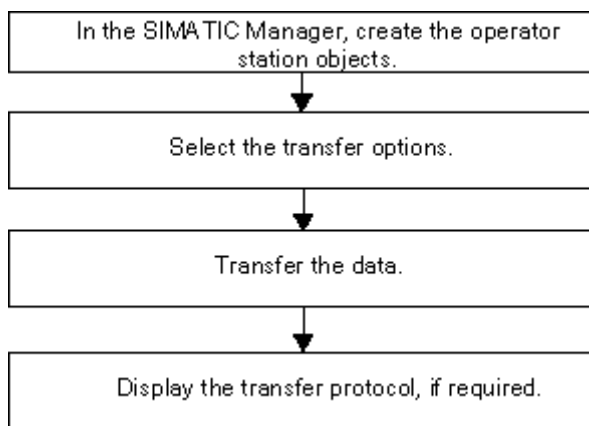 In the SIMATIC Manager, create the operator
station objects.
Select the transfer options.
Transfer the data.
Display the transfer protocol, if required.